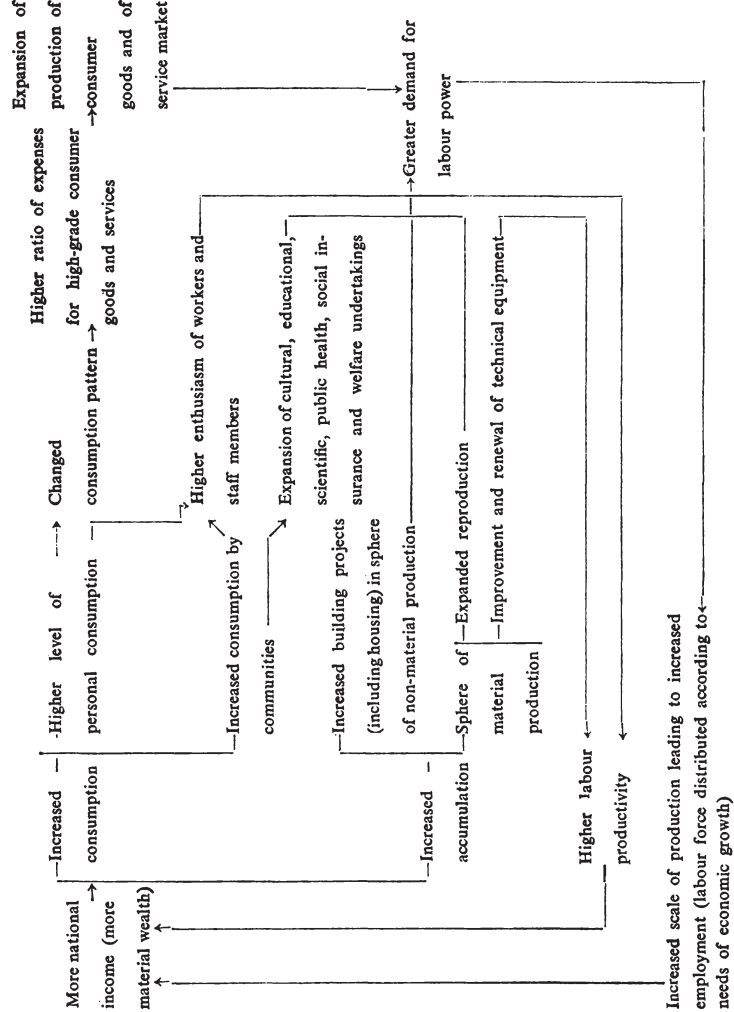 More national
income (more
material wealth)
Increased
consumption
Increased
accumulation
Higher level of
personal consumption
Increased consumption by
communities
Increased building projects
(including housing) in sphere
of non-material production
Sphere of
material
production
Changed
consumption pattern
Higher enthusiasm of workers and
staff members
Expansion of cultural, educational,
scientific, public health, social in-
surance and welfare undertakings
Expanded reproduction
Improvement and renewal of technical equipment
Higher ratio of expenses
for high-grade consumer
goods and services
Expansion of
production of
consumer
goods and of
service market
Greater demand for
labour power
Higher labour
productivity
Increased scale of production leading to increased
employment (labour force distributed according to
needs of economic growth)